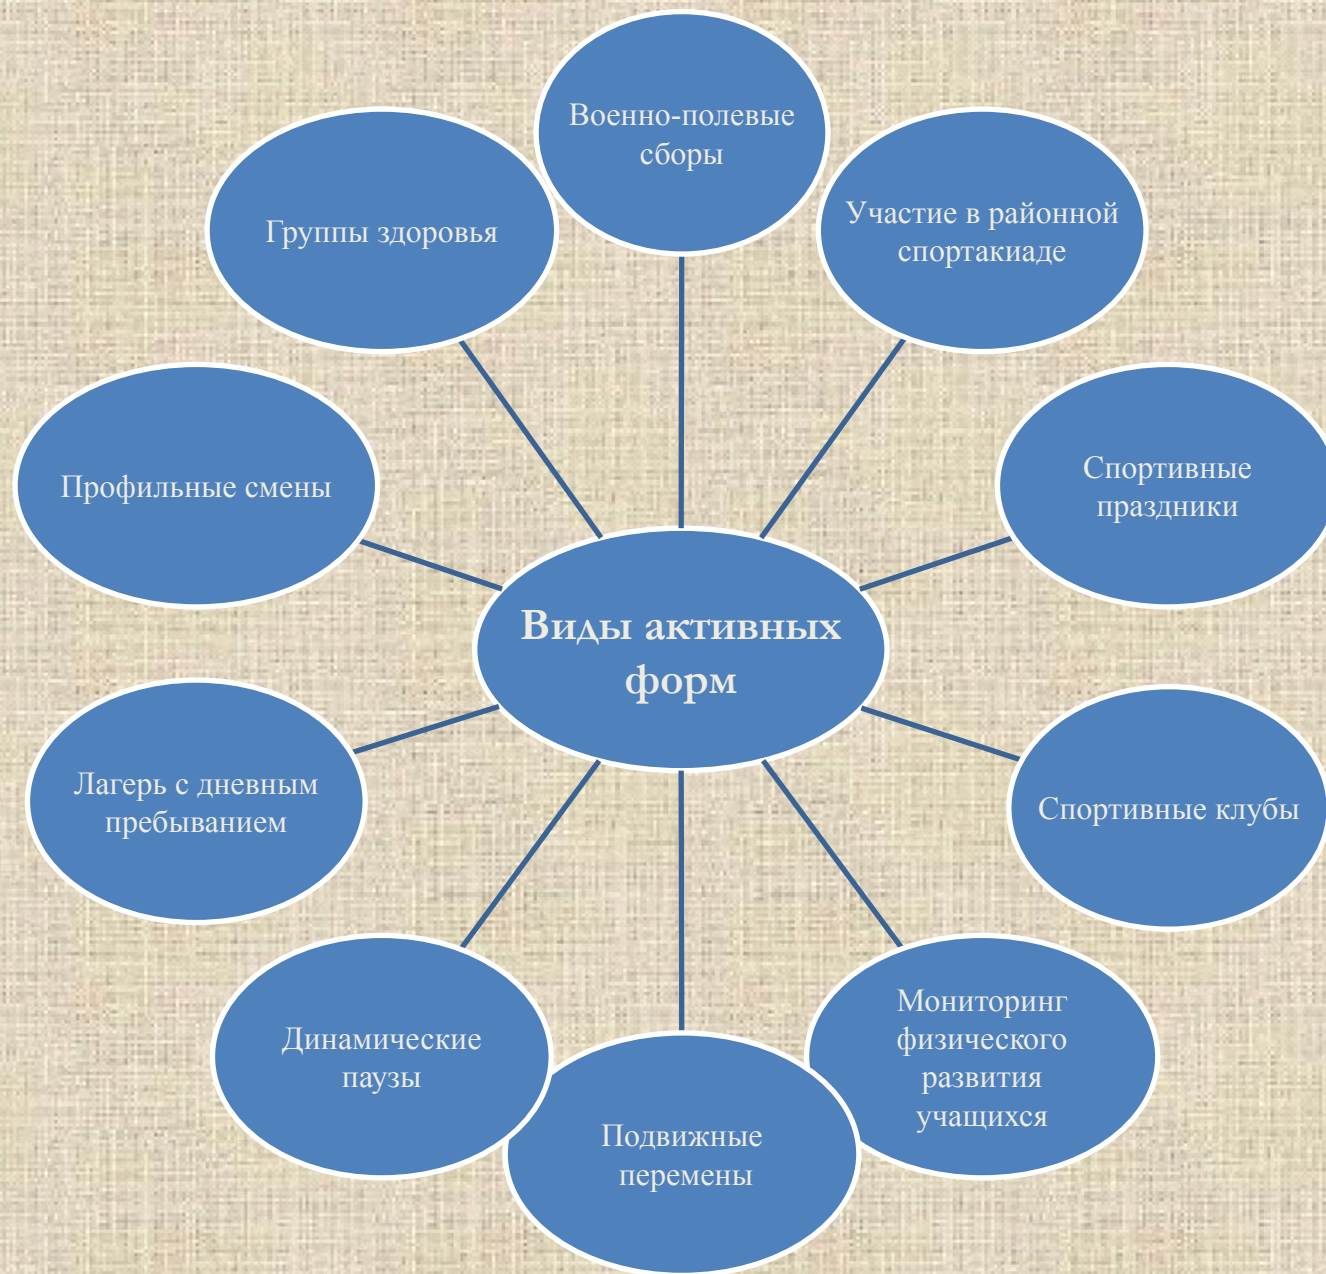 Военно-полевые
сборы
Группы здоровья
Участие в районной
спортакиаде
Профильные смены
Спортивные
праздники
Виды активных
форм
Лагерь с дневным
пребыванием
Спортивные клубы
Динамические
паузы
Мониторинг
физического
развития
учащихся
Подвижные
перемены